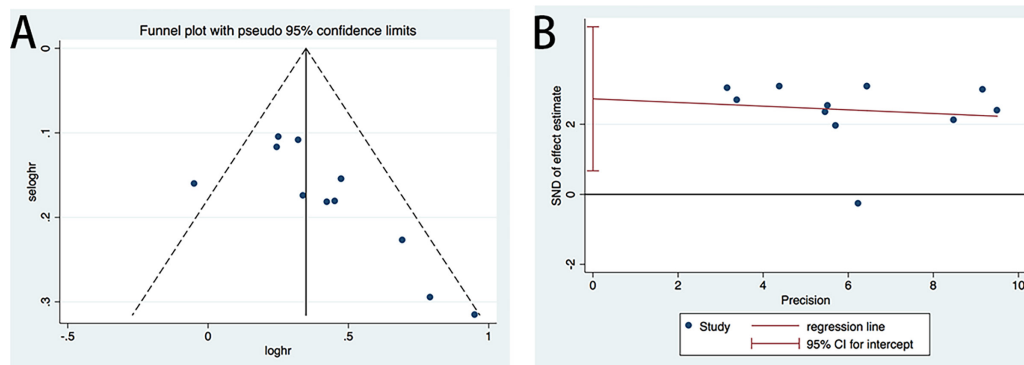 A
Funnel plot with pseudo 95% confidence limits
0
.1
.2
.3
seloghr
-.5
0
.5
1
loghr
B
SND of effect estimate
2
0
-2
0
2
4
6
8
10
Precision
Study
regression line
95% CI for intercept